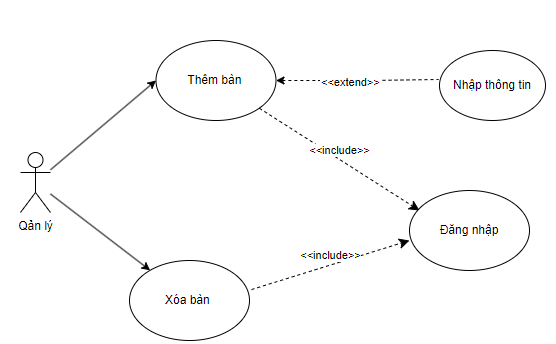 Thêm bàn
<<extend>>
Nhập thông tin
<<include>>
Qản lý
Đăng nhập
<<include>>
Xóa bàn